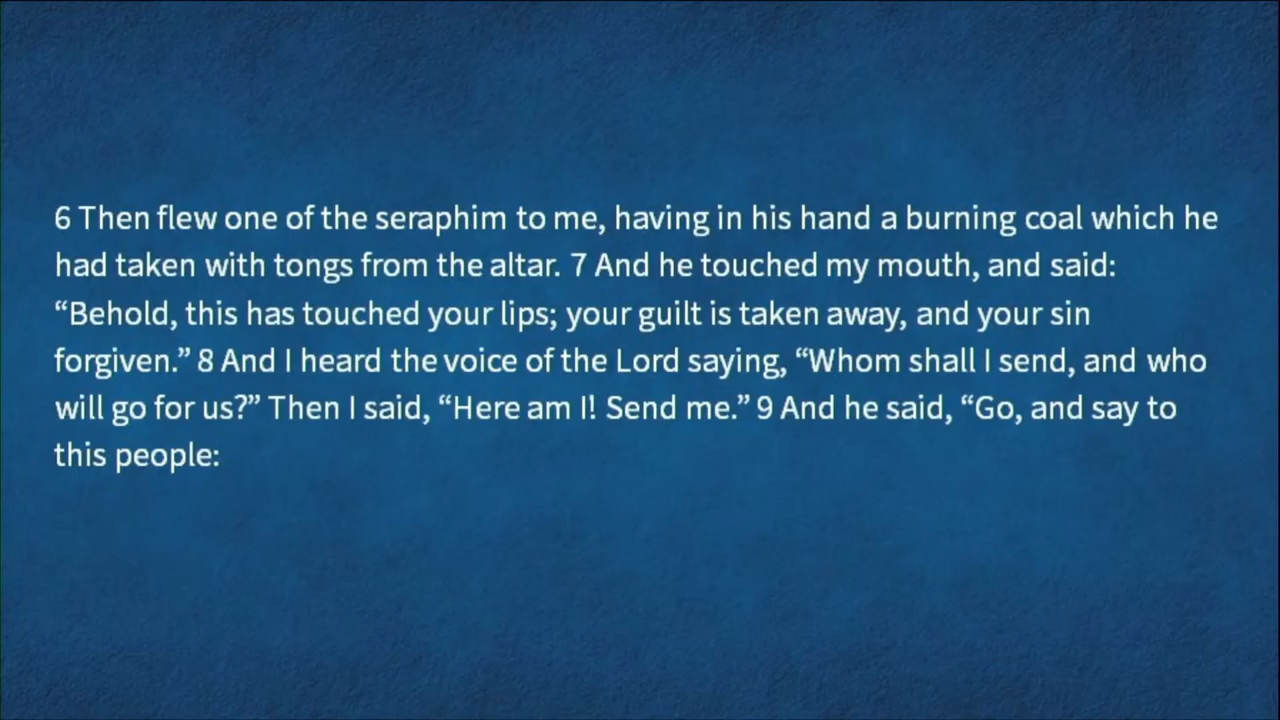 6 Then flew one of the seraphim to me, having in his hand a burning coal which he
had taken with tongs from the altar. 7 And he touched my mouth, and said:
“Behold, this has touched your lips; your guilt is taken away, and your sin
forgiven.” 8 And I heard the voice of the Lord saying, “Whom shall I send, and who
will go for us?” Then I said, “Here am I! Send me.” 9 And he said, “Go, and say to
this people: